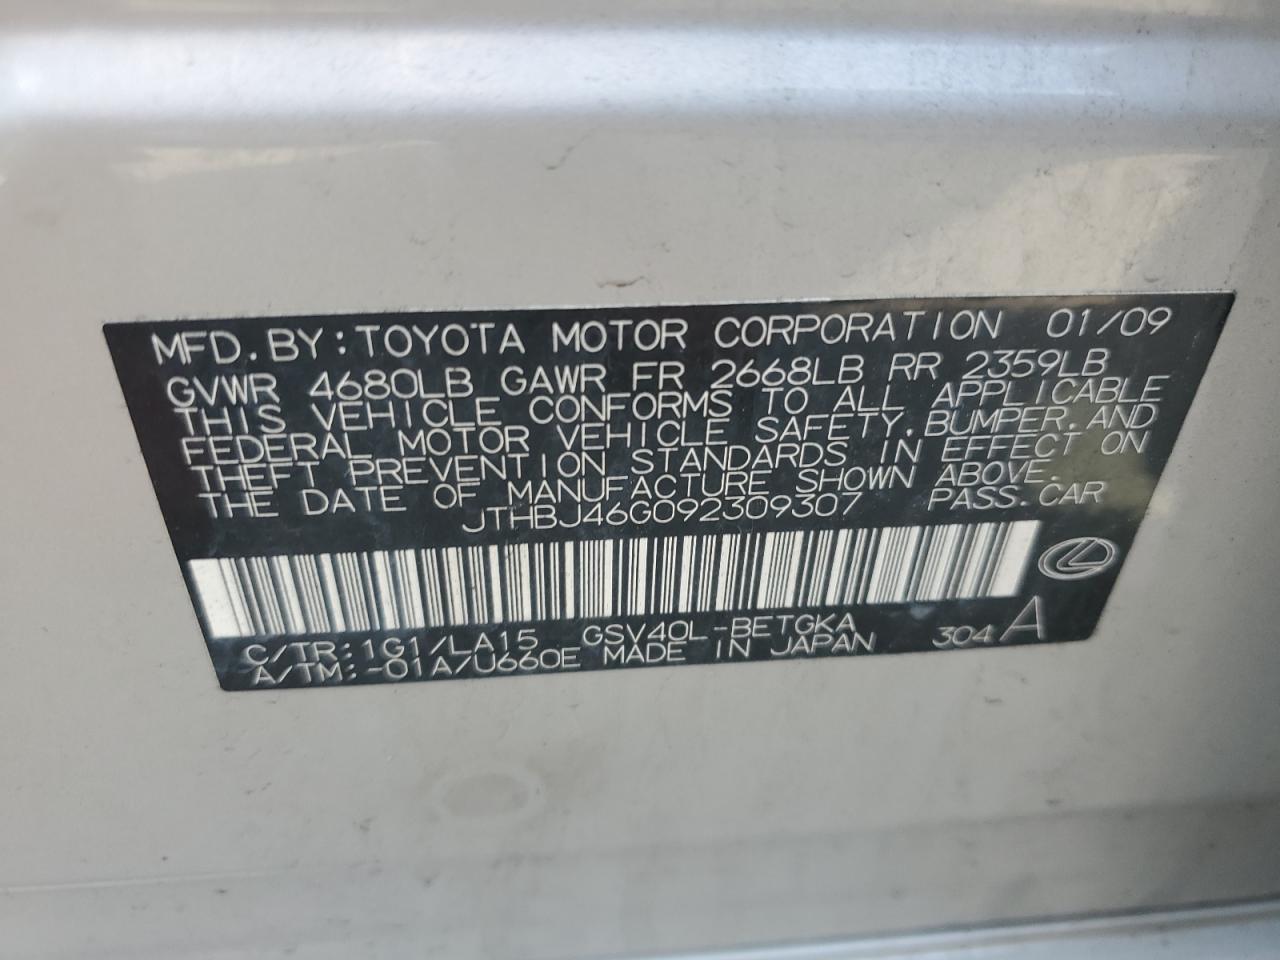 MFD.BY:TOYOTA MOTOR CORPORATION 01/09
GVWR 4680LB GAWR FR 2668LB RR 2359LB
THIS VEHICLE CONFORMS TO ALL APPLICABLE
FEDERAL MOTOR VEHICLE SAFETY,BUMPER,AND
THEFT PREVENTION STANDARDS IN EFFECT ON
THE DATE OF MANUFACTURE SHOWN ABOVE.
JTHBJ46G092309307 PASS.CAR
C/TR:1G1/LA15 GSV40L-BETGKA
A/TM:-01A/U660E MADE IN JAPAN 304 A